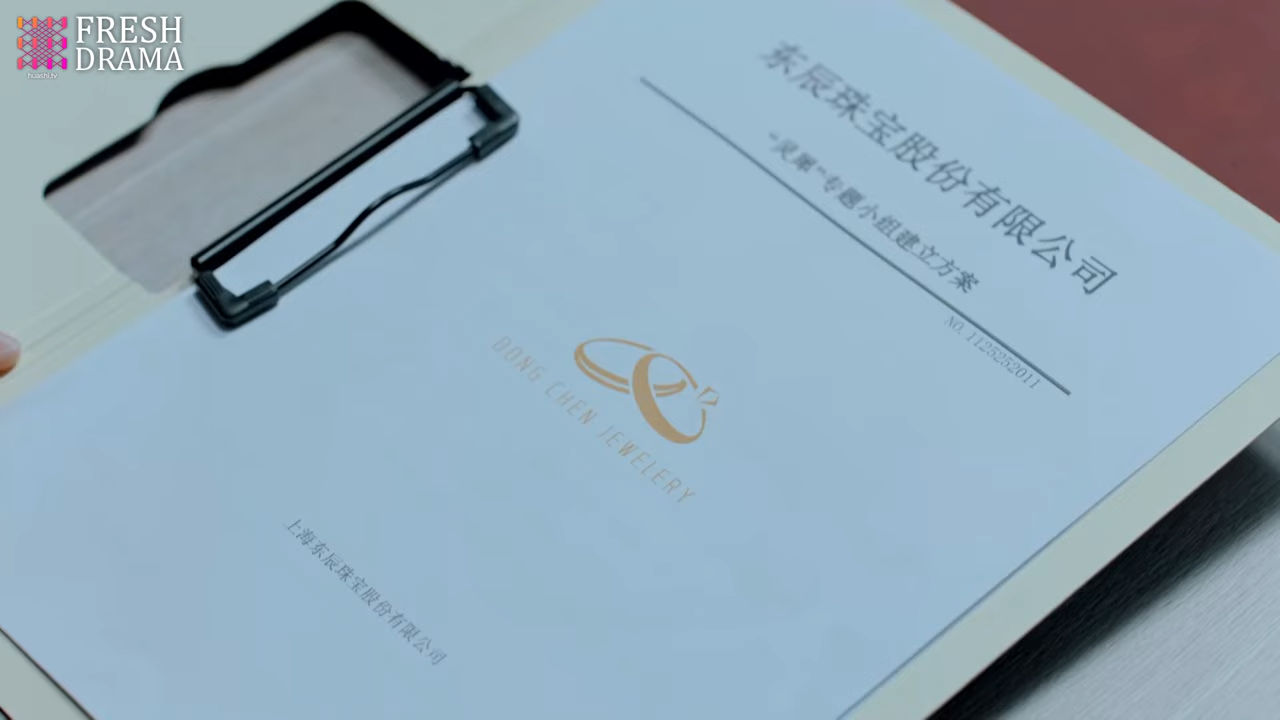 FRESH
DRAMA
huashi.tv
东辰珠宝股份有限公司
“灵犀”专题小组建立方案
NO.1125252011
DONG CHEN JEWELERY
上海东辰珠宝股份有限公司